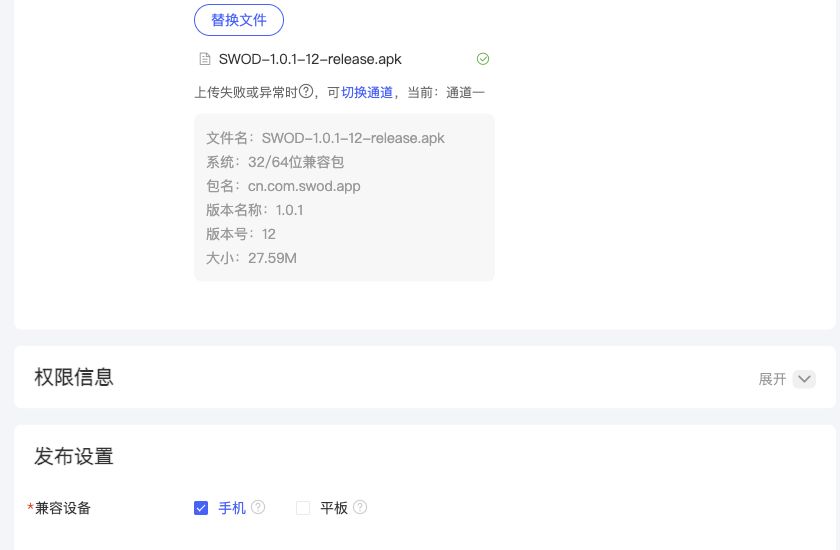 替换文件
SWOD-1.0.1-12-release.apk
上传失败或异常时?，可切换通道，当前：通道一
文件名：SWOD-1.0.1-12-release.apk
系统：32/64位兼容包
包名：cn.com.swod.app
版本名称：1.0.1
版本号：12
大小：27.59M
权限信息 展开
发布设置
*兼容设备 手机 ? 平板 ?